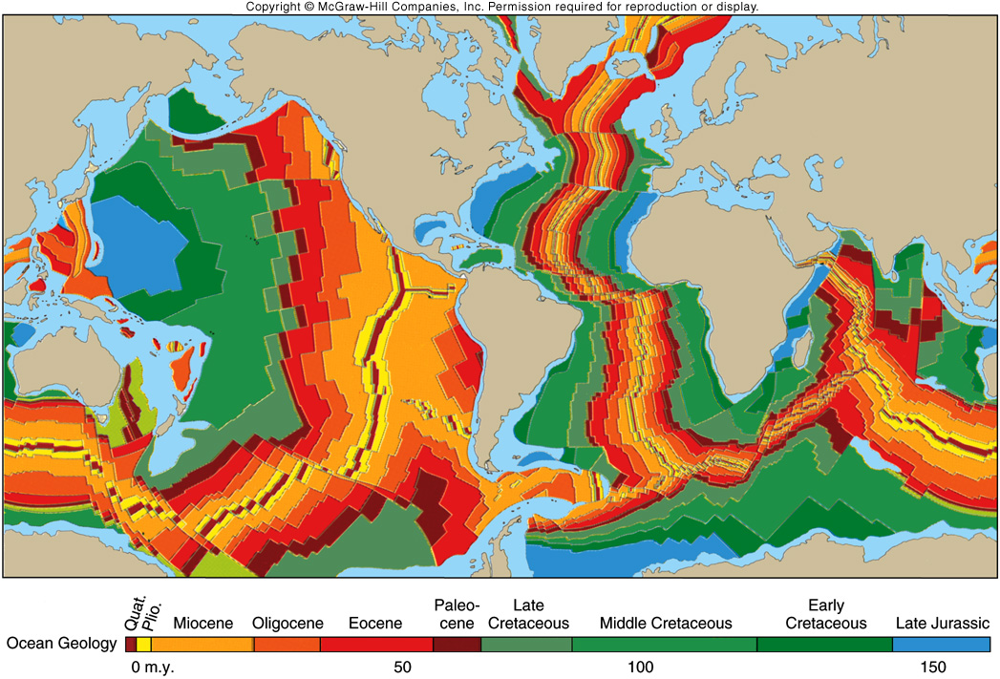 Copyright © McGraw-Hill Companies, Inc. Permission required for reproduction or display.
Quat.
Plio.
Miocene
Oligocene
Eocene
Paleo-
cene
Late
Cretaceous
Middle Cretaceous
Early
Cretaceous
Late Jurassic
Ocean Geology
0 m.y.
50
100
150